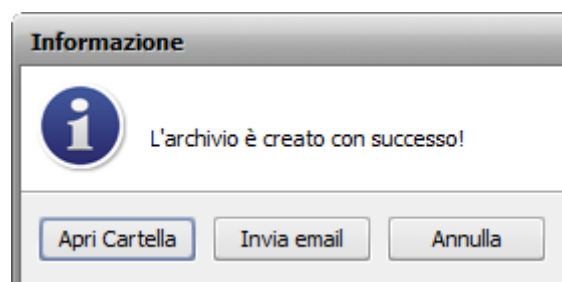 Informazione
L'archivio è creato con successo!
Apri Cartella Invia email Annulla